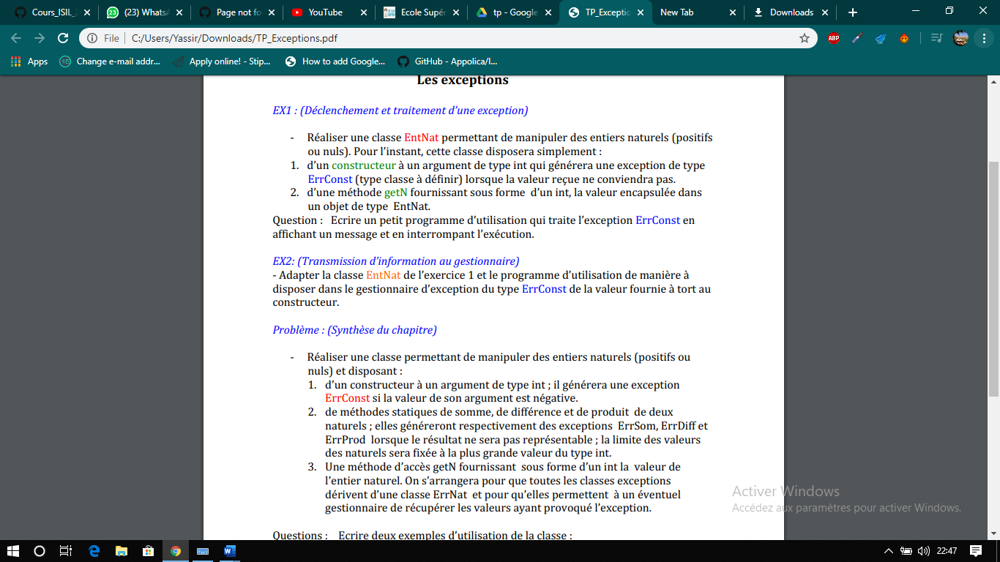 Cours_ISIL_
(23) WhatsA
Page not fo
YouTube
Ecole Supér
tp - Google
TP_Exceptio
New Tab
Downloads
File
C:/Users/Yassir/Downloads/TP_Exceptions.pdf
ABP
Apps
Change e-mail addr...
Apply online! - Stip...
How to add Google...
GitHub - Appolica/I...
Les exceptions
EX1 : (Déclenchement et traitement d’une exception)
- Réaliser une classe EntNat permettant de manipuler des entiers naturels (positifs
ou nuls). Pour l’instant, cette classe disposera simplement :
1. d’un constructeur à un argument de type int qui générera une exception de type
ErrConst (type classe à définir) lorsque la valeur reçue ne conviendra pas.
2. d’une méthode getN fournissant sous forme d’un int, la valeur encapsulée dans
un objet de type EntNat.
Question : Ecrire un petit programme d’utilisation qui traite l’exception ErrConst en
affichant un message et en interrompant l’exécution.
EX2: (Transmission d’information au gestionnaire)
- Adapter la classe EntNat de l’exercice 1 et le programme d’utilisation de manière à
disposer dans le gestionnaire d’exception du type ErrConst de la valeur fournie à tort au
constructeur.
Problème : (Synthèse du chapitre)
- Réaliser une classe permettant de manipuler des entiers naturels (positifs ou
nuls) et disposant :
1. d’un constructeur à un argument de type int ; il générera une exception
ErrConst si la valeur de son argument est négative.
2. de méthodes statiques de somme, de différence et de produit de deux
naturels ; elles généreront respectivement des exceptions ErrSom, ErrDiff et
ErrProd lorsque le résultat ne sera pas représentable ; la limite des valeurs
des naturels sera fixée à la plus grande valeur du type int.
3. Une méthode d’accès getN fournissant sous forme d’un int la valeur de
l’entier naturel. On s’arrangera pour que toutes les classes exceptions
dérivent d’une classe ErrNat et pour qu’elles permettent à un éventuel
gestionnaire de récupérer les valeurs ayant provoqué l’exception.
Questions : Ecrire deux exemples d’utilisation de la classe :
Activer Windows
Accédez aux paramètres pour activer Windows.
22:47